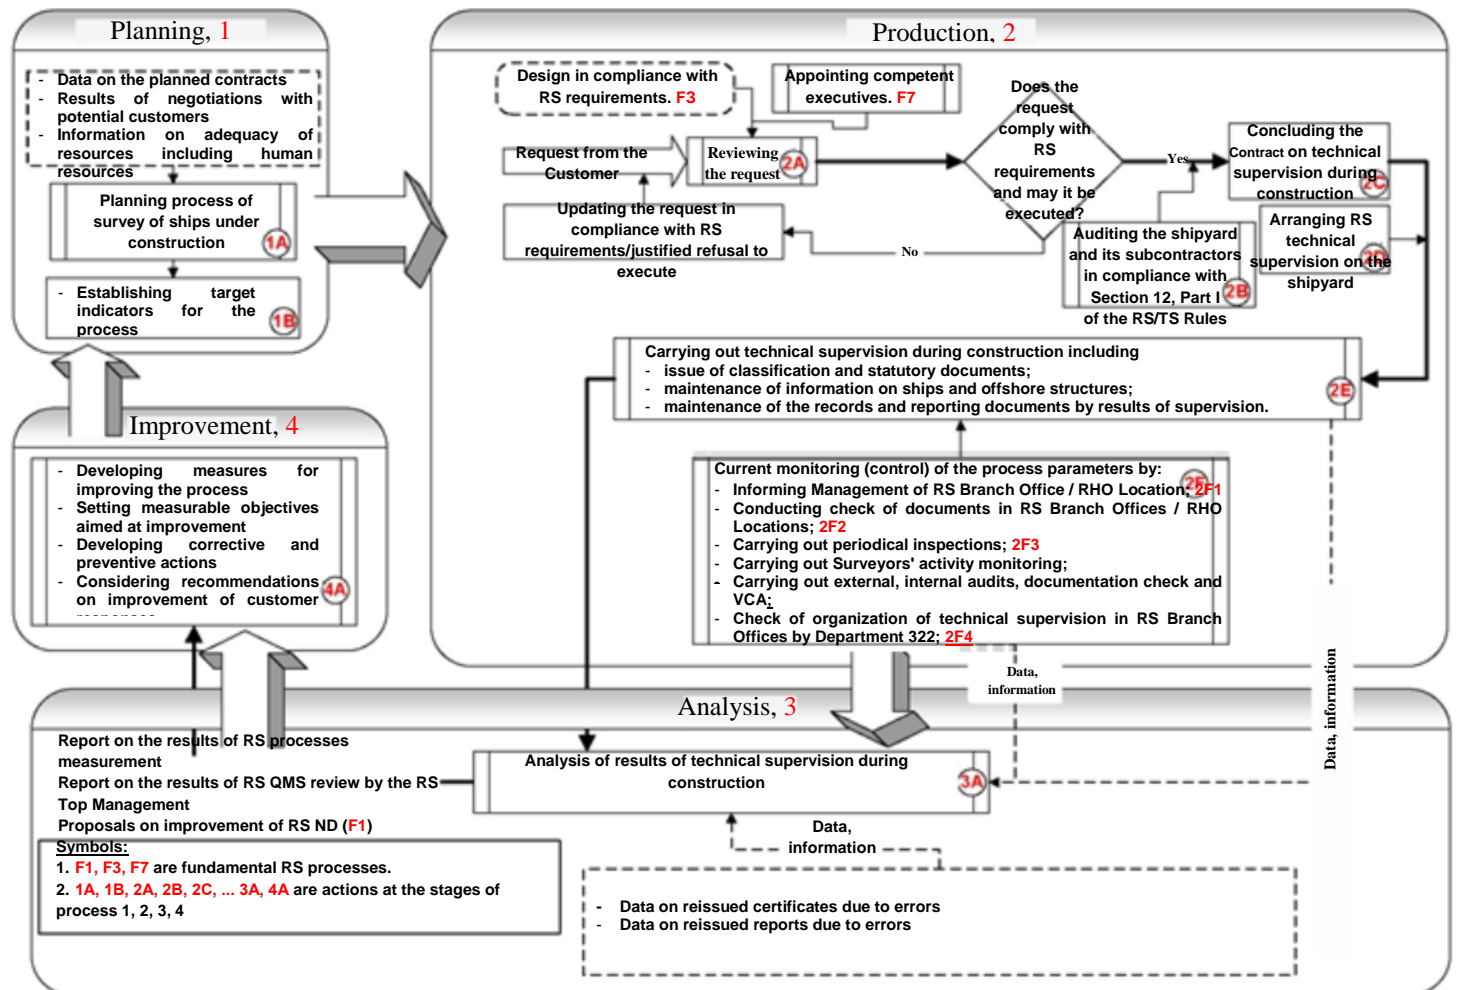 Planning, 1
- Data on the planned contracts
- Results of negotiations with
potential customers
- Information on adequacy of
resources including human
resources
Planning process of
survey of ships under
construction
1A
- Establishing target
indicators for the
process
1B
Production, 2
Design in compliance with
RS requirements. F3
Appointing competent
executives. F7
Request from the
Customer
Reviewing
the request
2A
Does the
request
comply with
RS
requirements
and may it be
executed?
Yes
No
Updating the request in
compliance with RS
requirements/justified refusal to
execute
Concluding the
Contract on technical
supervision during
construction
2C
Auditing the shipyard
and its subcontractors
in compliance with
Section 12, Part I
of the RS/TS Rules
2B
Arranging RS
technical
supervision on the
shipyard
2D
Carrying out technical supervision during construction including
- issue of classification and statutory documents;
- maintenance of information on ships and offshore structures;
- maintenance of the records and reporting documents by results of supervision.
2E
Current monitoring (control) of the process parameters by:
- Informing Management of RS Branch Office / RHO Location; 2F1
- Conducting check of documents in RS Branch Offices / RHO
Locations; 2F2
- Carrying out periodical inspections; 2F3
- Carrying out Surveyors' activity monitoring;
- Carrying out external, internal audits, documentation check and
VCA;
- Check of organization of technical supervision in RS Branch
Offices by Department 322; 2F4
2F
Data,
information
Data, information
Improvement, 4
- Developing measures for
improving the process
- Setting measurable objectives
aimed at improvement
- Developing corrective and
preventive actions
- Considering recommendations
on improvement of customer
4A
Analysis, 3
Report on the results of RS processes
measurement
Report on the results of RS QMS review by the RS
Top Management
Proposals on improvement of RS ND (F1)
Analysis of results of technical supervision during
construction
3A
Data,
information
- Data on reissued certificates due to errors
- Data on reissued reports due to errors
Symbols:
1. F1, F3, F7 are fundamental RS processes.
2. 1A, 1B, 2A, 2B, 2C, ... 3A, 4A are actions at the stages of
process 1, 2, 3, 4